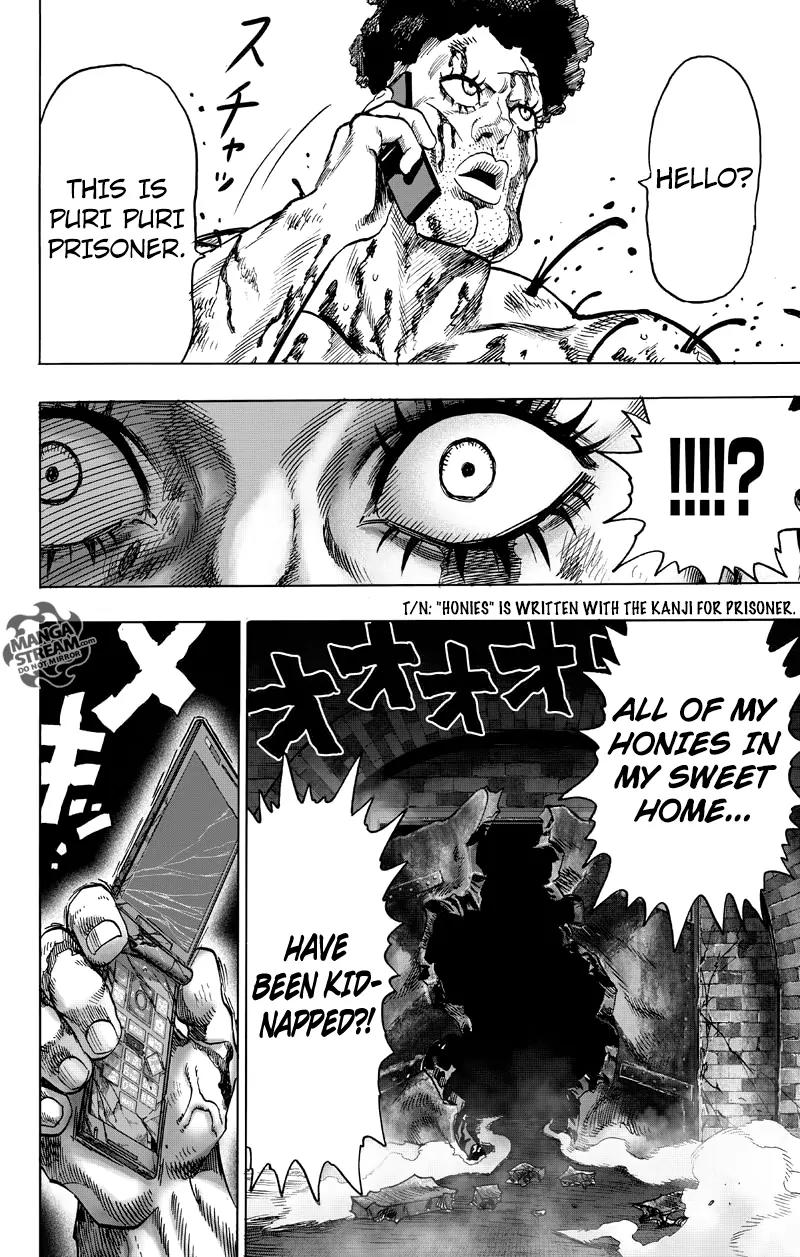 HELLO?
スチャッ
THIS IS
PURI PURI
PRISONER.
!!!!?
T/N: "HONIES" IS WRITTEN WITH THE KANJI FOR PRISONER.
ALL OF MY
HONIES IN
MY SWEET
HOME...
オオオオ
HAVE
BEEN KID-
NAPPED?!
メキ
MANGA
STREAM.com
DO NOT MIRROR